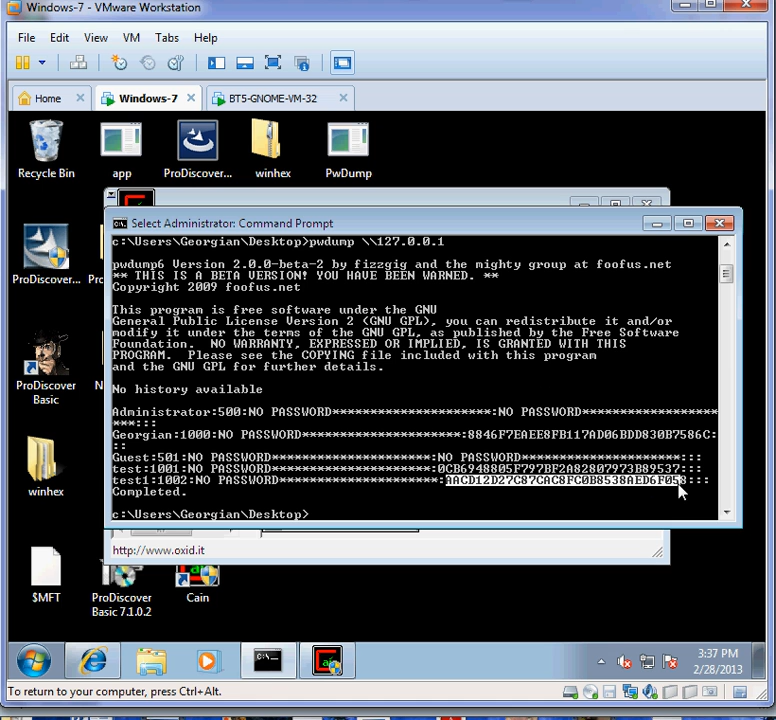 Windows-7 - VMware Workstation
File Edit View VM Tabs Help
Home Windows-7 BT5-GNOME-VM-32
Recycle Bin
app
ProDiscover...
winhex
PwDump
Select Administrator: Command Prompt
c:\Users\Georgian\Desktop>pwdump \\127.0.0.1
pwdump6 Version 2.0.0-beta-2 by fizzgig and the mighty group at foofus.net
** THIS IS A BETA VERSION! YOU HAVE BEEN WARNED. **
Copyright 2009 foofus.net
This program is free software under the GNU
General Public License Version 2 <GNU GPL>, you can redistribute it and/or
modify it under the terms of the GNU GPL, as published by the Free Software
Foundation.  NO WARRANTY, EXPRESSED OR IMPLIED, IS GRANTED WITH THIS
PROGRAM.  Please see the COPYING file included with this program
and the GNU GPL for further details.
No history available
Administrator:500:NO PASSWORD*********************:NO PASSWORD*****************
****:::
Georgian:1000:NO PASSWORD*********************:8846F7EAEE8FB117AD06BDD830B7586C:
::
Guest:501:NO PASSWORD*********************:NO PASSWORD*********************:::
test:1001:NO PASSWORD*********************:0CB6948805F797BF2A82807973B89537:::
test1:1002:NO PASSWORD*********************:AACD12D27C87CAC8FC0B8538AED6F058:::
Completed.
c:\Users\Georgian\Desktop>
ProDiscover...
ProDiscover
Basic
winhex
http://www.oxid.it
$MFT
ProDiscover
Basic 7.1.0.2
Cain
3:37 PM
2/28/2013
To return to your computer, press Ctrl+Alt.